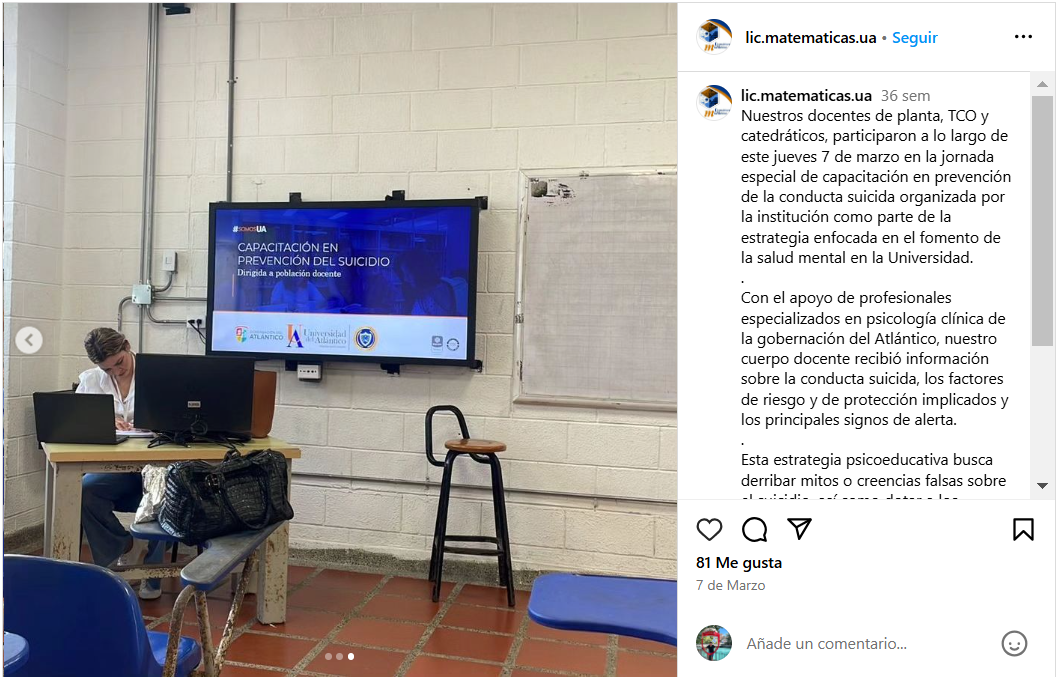 #SOMOSUA
CAPACITACIÓN EN
PREVENCIÓN DEL SUICIDIO
Dirigida a población docente
ATLÁNTICO
Universidad
del Atlántico
lic.matematicas.ua • Seguir
lic.matematicas.ua 36 sem
Nuestros docentes de planta, TCO y
catedráticos, participaron a lo largo de
este jueves 7 de marzo en la jornada
especial de capacitación en prevención
de la conducta suicida organizada por
la institución como parte de la
estrategia enfocada en el fomento de
la salud mental en la Universidad.
.
Con el apoyo de profesionales
especializados en psicología clínica de
la gobernación del Atlántico, nuestro
cuerpo docente recibió información
sobre la conducta suicida, los factores
de riesgo y de protección implicados y
los principales signos de alerta.
.
Esta estrategia psicoeducativa busca
derribar mitos o creencias falsas sobre
el suicidio, así como dotar a los
81 Me gusta
7 de Marzo
Añade un comentario...